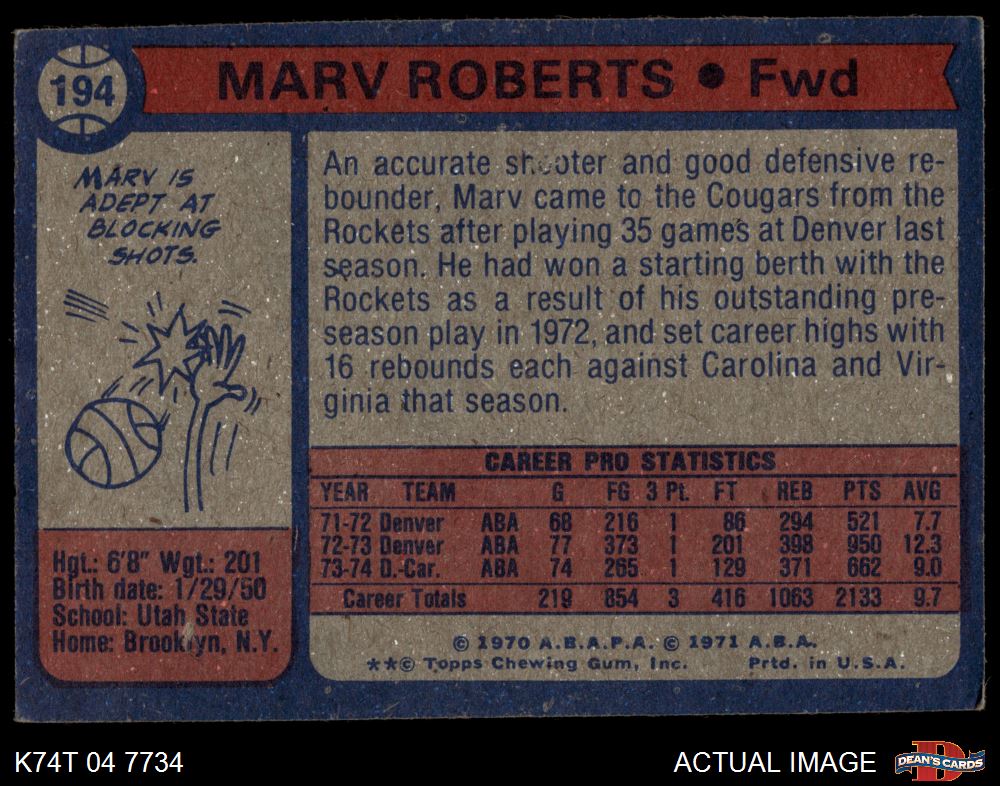 194
MARV ROBERTS • Fwd
MARV IS
ADEPT AT
BLOCKING
SHOTS.
An accurate shooter and good defensive re-
bounder, Marv came to the Cougars from the
Rockets after playing 35 games at Denver last
season. He had won a starting berth with the
Rockets as a result of his outstanding pre-
season play in 1972, and set career highs with
16 rebounds each against Carolina and Vir-
ginia that season.
Hgt.: 6'8" Wgt.: 201
Birth date: 1/29/50
School: Utah State
Home: Brooklyn, N.Y.
CAREER PRO STATISTICS
YEAR TEAM G FG 3 Pt. FT REB PTS AVG
71-72 Denver ABA 68 216 1 86 294 521 7.7
72-73 Denver ABA 77 373 1 201 398 950 12.3
73-74 D.-Car. ABA 74 265 1 129 371 662 9.0
Career Totals 219 854 3 416 1063 2133 9.7
© 1970 A.B.A.P.A. © 1971 A.B.A.
**© Topps Chewing Gum, Inc. Prtd. in U.S.A.
K74T 04 7734
ACTUAL IMAGE
D
DEAN'S CARDS